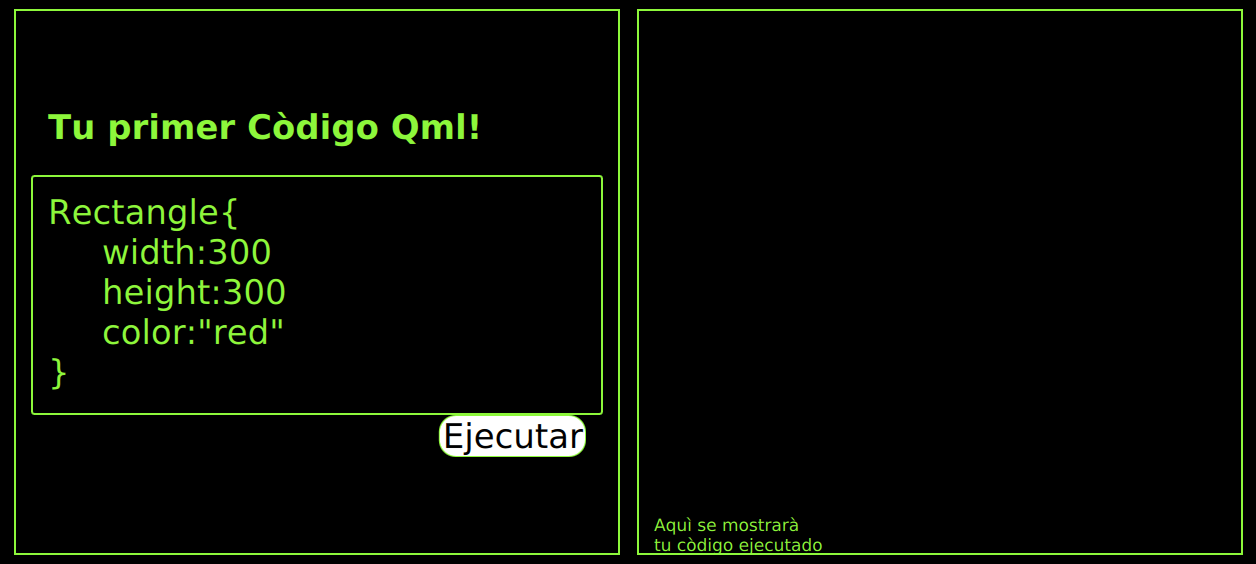 Tu primer Còdigo Qml!
Rectangle{
width:300
height:300
color:"red"
}
Ejecutar
Aquì se mostrarà
tu còdigo ejecutado